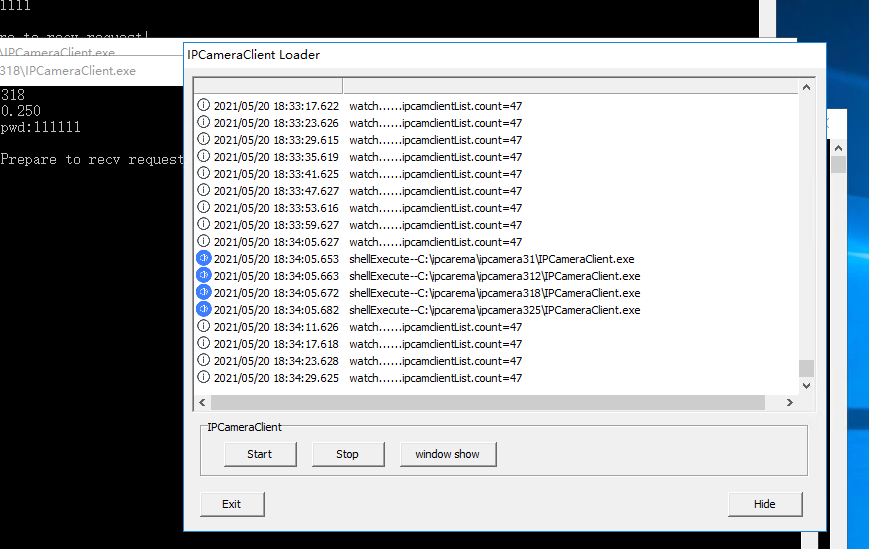 1111
re to recv request!
\IPCameraClient.exe
318\IPCameraClient.exe
318
0.250
pwd:111111
Prepare to recv request
IPCameraClient Loader
2021/05/20 18:33:17.622 watch......ipcamclientList.count=47
2021/05/20 18:33:23.626 watch......ipcamclientList.count=47
2021/05/20 18:33:29.615 watch......ipcamclientList.count=47
2021/05/20 18:33:35.619 watch......ipcamclientList.count=47
2021/05/20 18:33:41.625 watch......ipcamclientList.count=47
2021/05/20 18:33:47.627 watch......ipcamclientList.count=47
2021/05/20 18:33:53.616 watch......ipcamclientList.count=47
2021/05/20 18:33:59.627 watch......ipcamclientList.count=47
2021/05/20 18:34:05.627 watch......ipcamclientList.count=47
2021/05/20 18:34:05.653 shellExecute--C:\ipcarema\ipcamera31\IPCameraClient.exe
2021/05/20 18:34:05.663 shellExecute--C:\ipcarema\ipcamera312\IPCameraClient.exe
2021/05/20 18:34:05.672 shellExecute--C:\ipcarema\ipcamera318\IPCameraClient.exe
2021/05/20 18:34:05.682 shellExecute--C:\ipcarema\ipcamera325\IPCameraClient.exe
2021/05/20 18:34:11.626 watch......ipcamclientList.count=47
2021/05/20 18:34:17.618 watch......ipcamclientList.count=47
2021/05/20 18:34:23.628 watch......ipcamclientList.count=47
2021/05/20 18:34:29.625 watch......ipcamclientList.count=47
IPCameraClient
Start Stop window show
Exit Hide